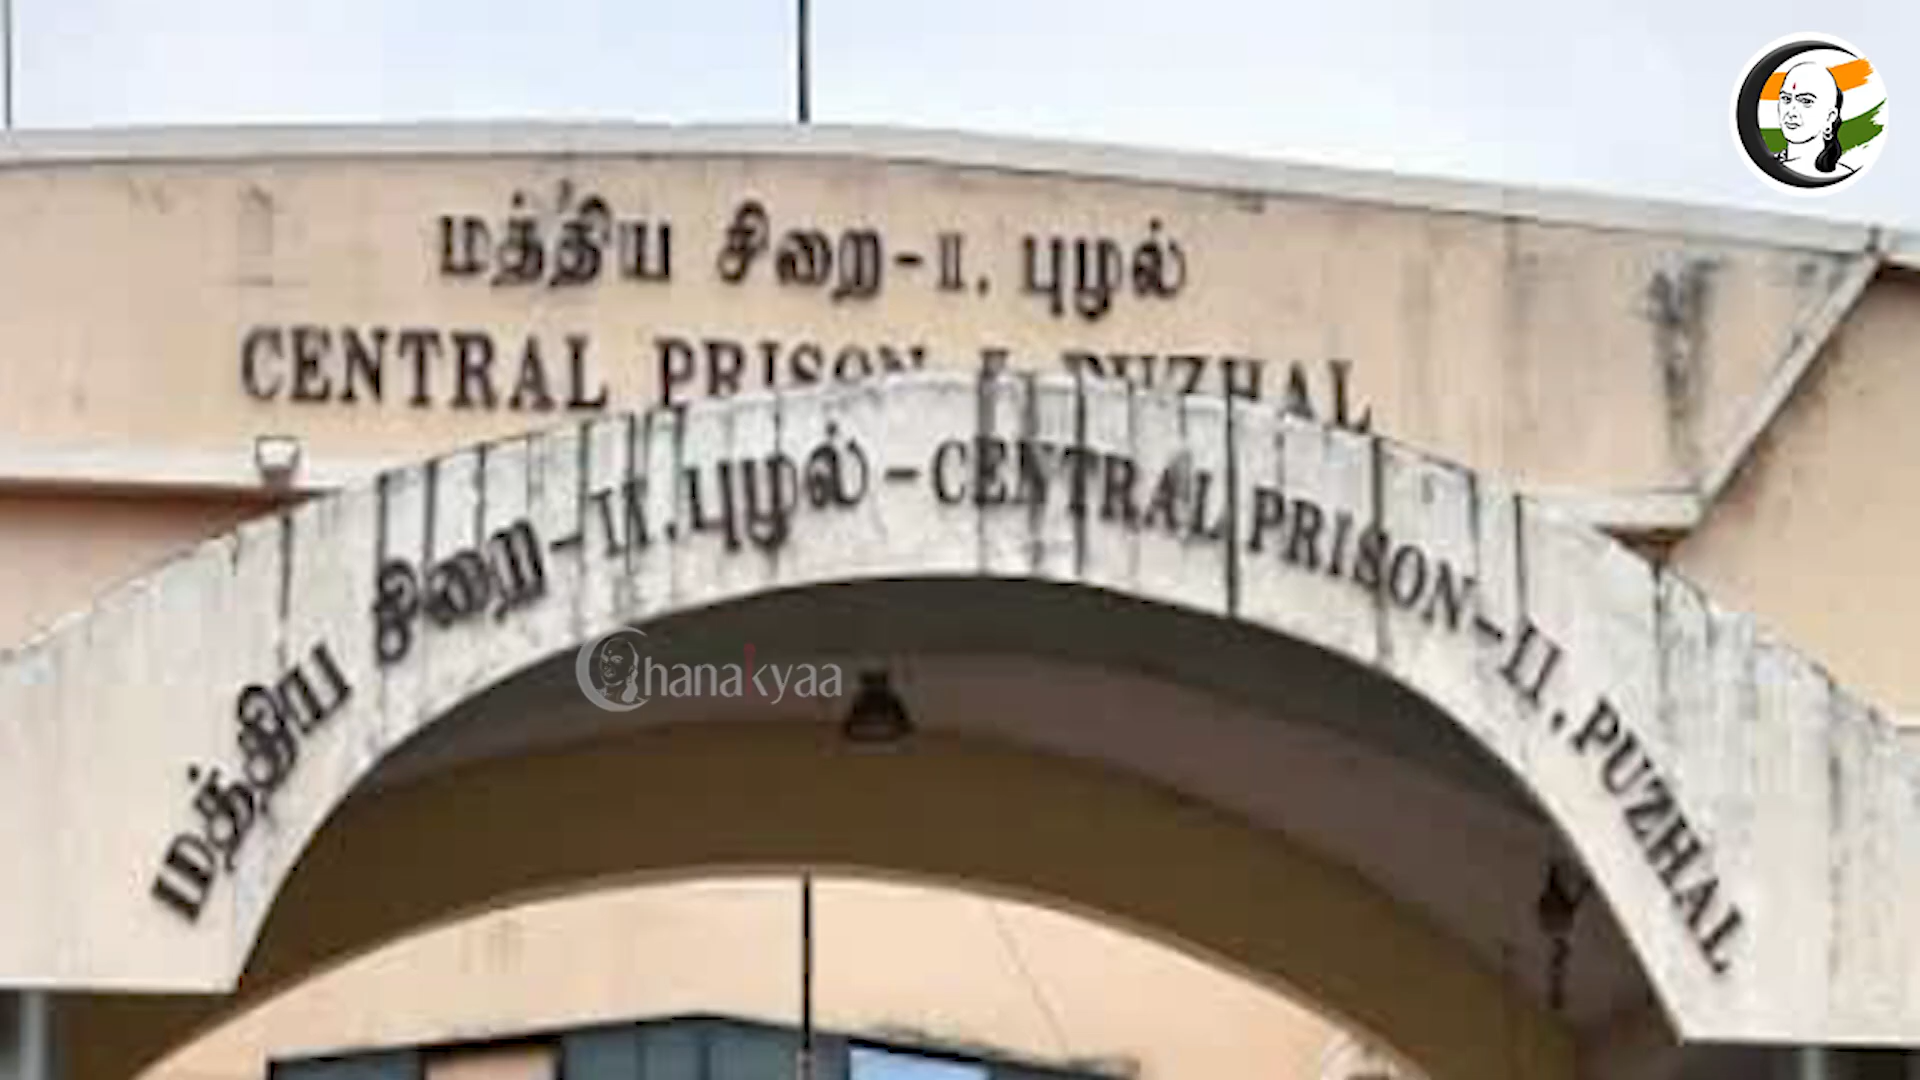 மத்திய சிறை-II. புழல்
CENTRAL PRISON PUZHAL
மத்திய சிறை-II. புழல் - CENTRAL PRISON-II, PUZHAL
Chanakyaa